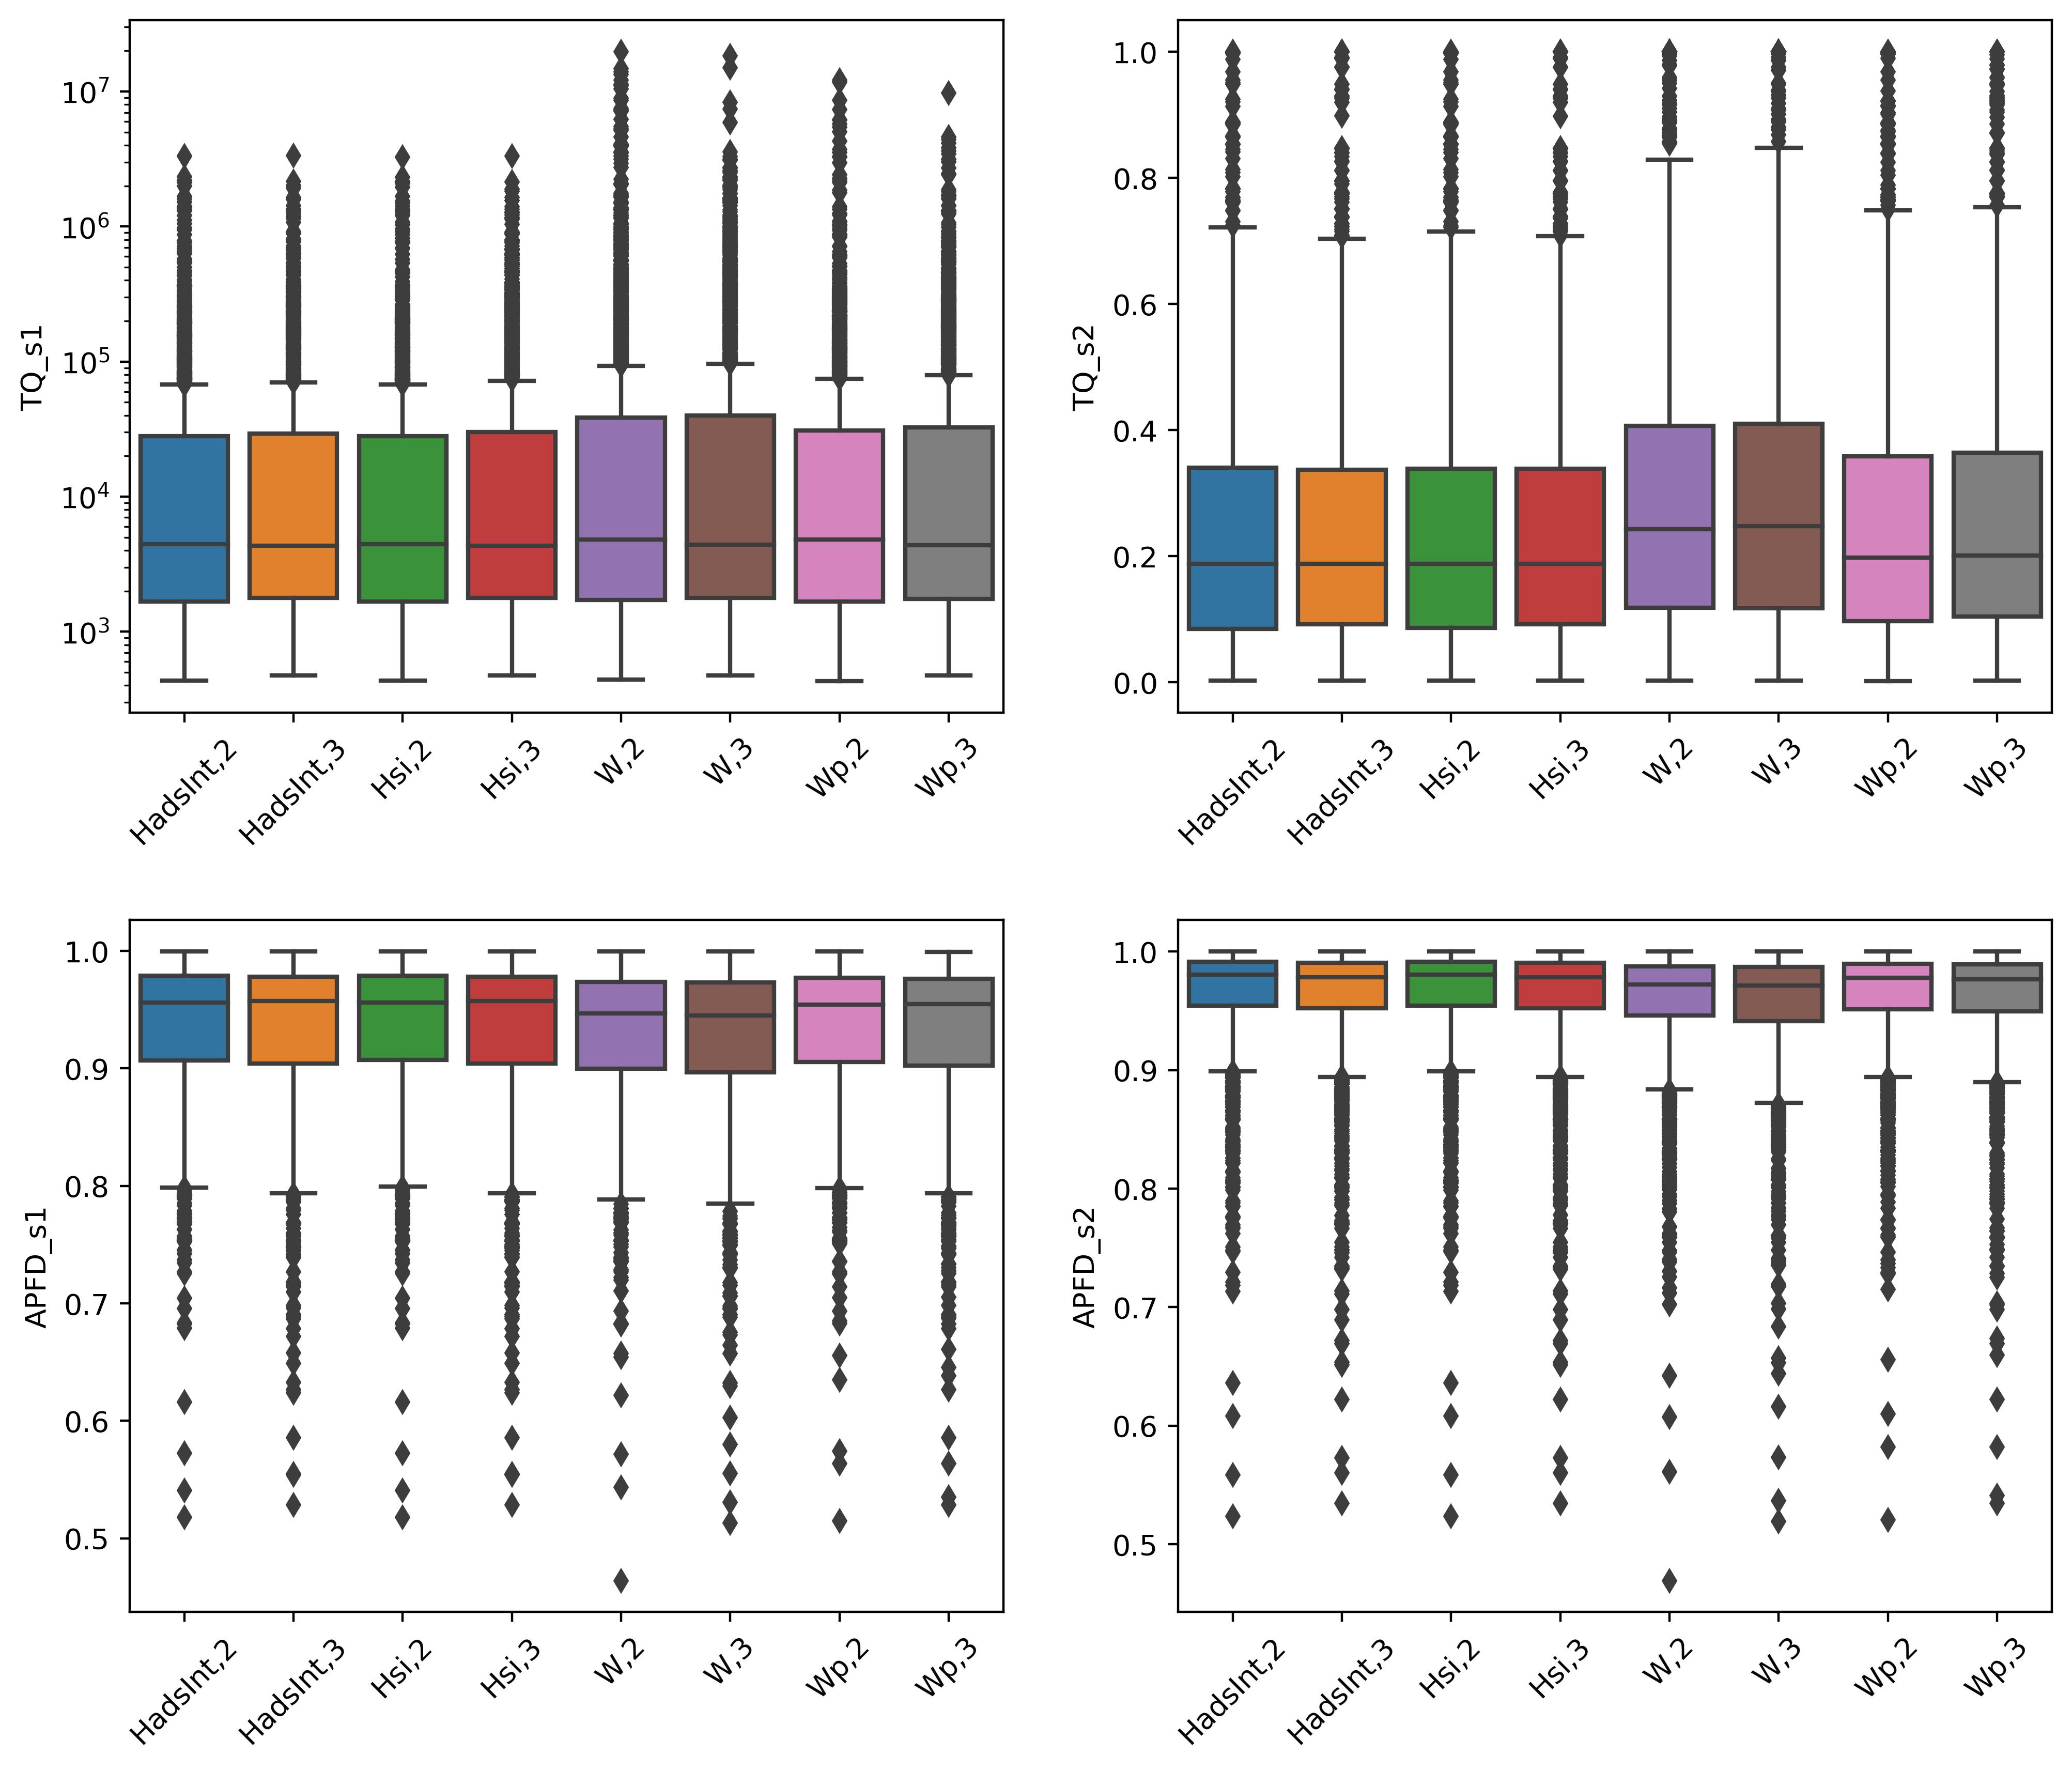 TQ_s1
10^7
10^6
10^5
10^4
10^3
HadsInt,2
HadsInt,3
Hsi,2
Hsi,3
W,2
W,3
Wp,2
Wp,3
TQ_s2
1.0
0.8
0.6
0.4
0.2
0.0
HadsInt,2
HadsInt,3
Hsi,2
Hsi,3
W,2
W,3
Wp,2
Wp,3
APFD_s1
1.0
0.9
0.8
0.7
0.6
0.5
HadsInt,2
HadsInt,3
Hsi,2
Hsi,3
W,2
W,3
Wp,2
Wp,3
APFD_s2
1.0
0.9
0.8
0.7
0.6
0.5
HadsInt,2
HadsInt,3
Hsi,2
Hsi,3
W,2
W,3
Wp,2
Wp,3